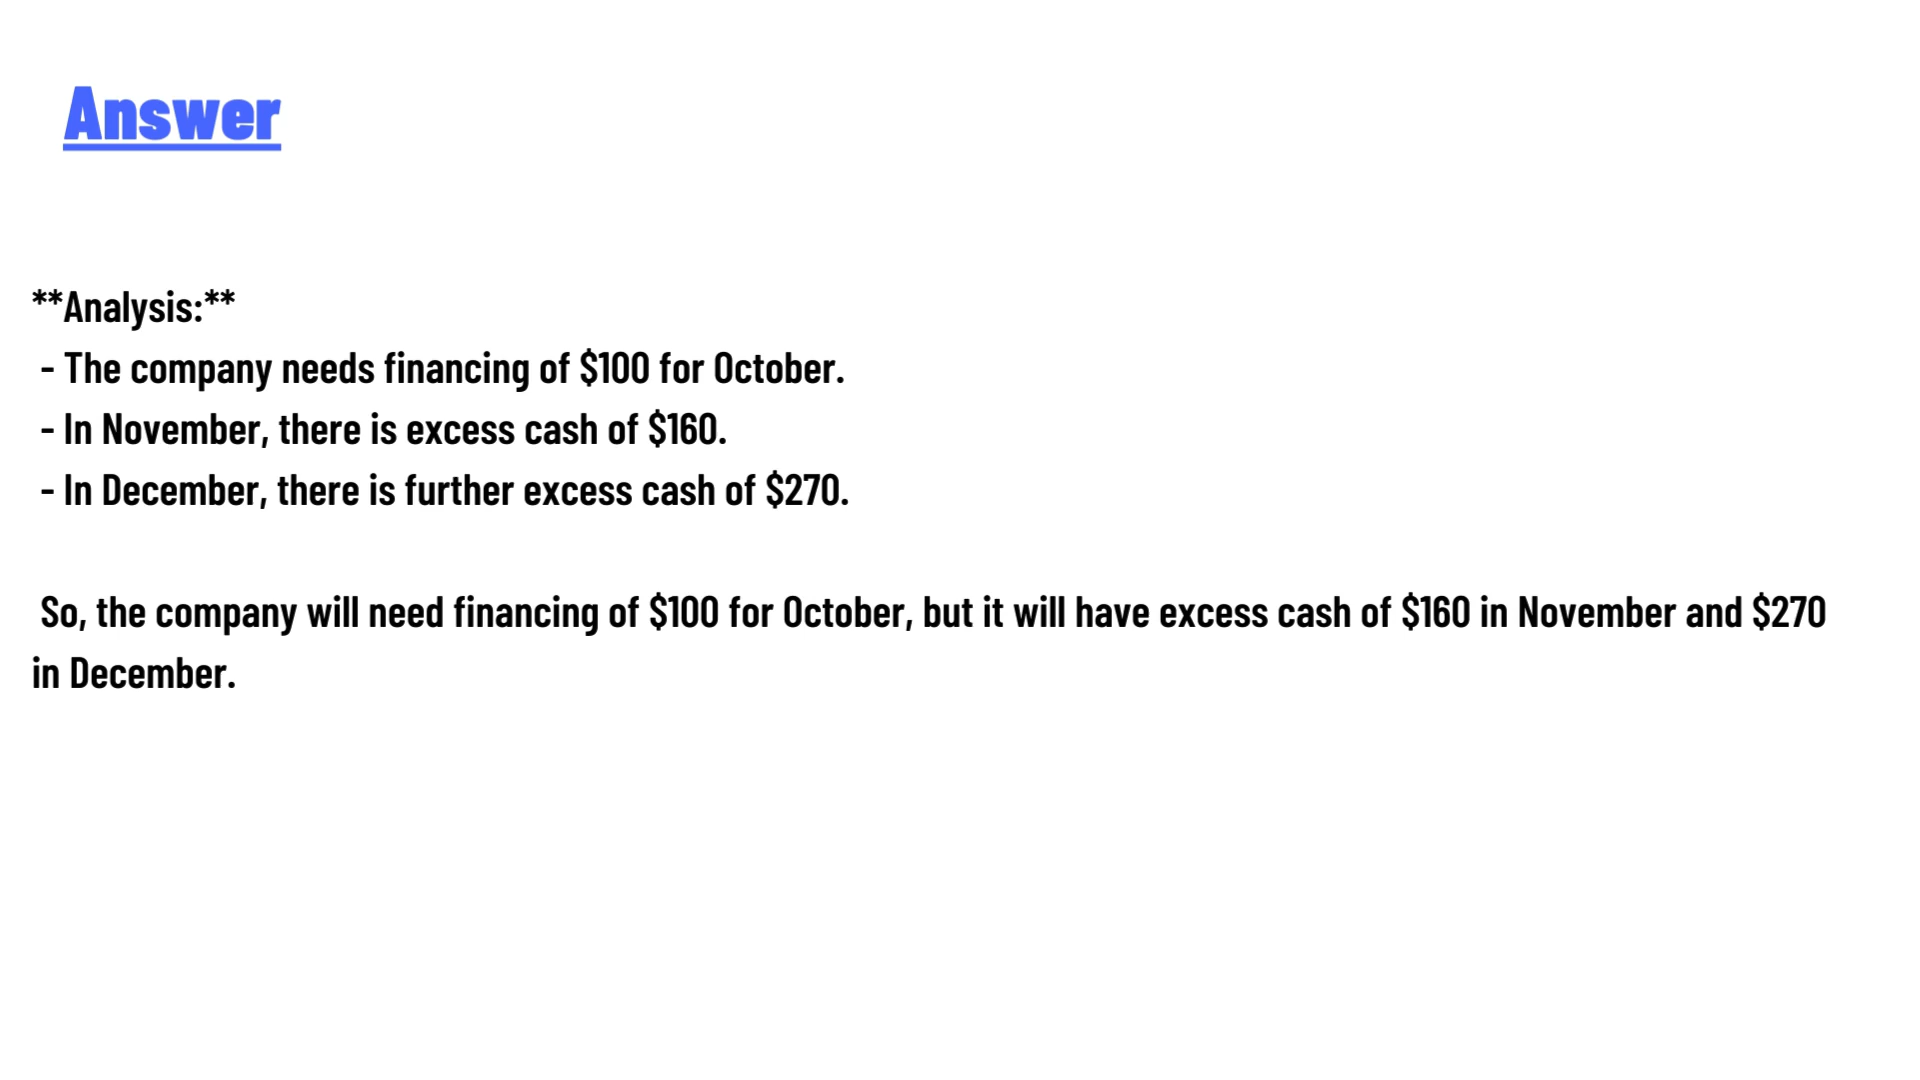 Answer
**Analysis:**
- The company needs financing of $100 for October.
- In November, there is excess cash of $160.
- In December, there is further excess cash of $270.
So, the company will need financing of $100 for October, but it will have excess cash of $160 in November and $270
in December.